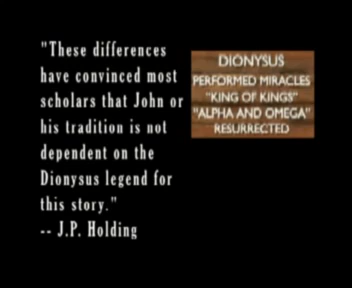 "These differences
have convinced most
scholars that John or
his tradition is not
dependent on the
Dionysus legend for
this story."
-- J.P. Holding
DIONYSUS
PERFORMED MIRACLES
"KING OF KINGS"
"ALPHA AND OMEGA"
RESURRECTED